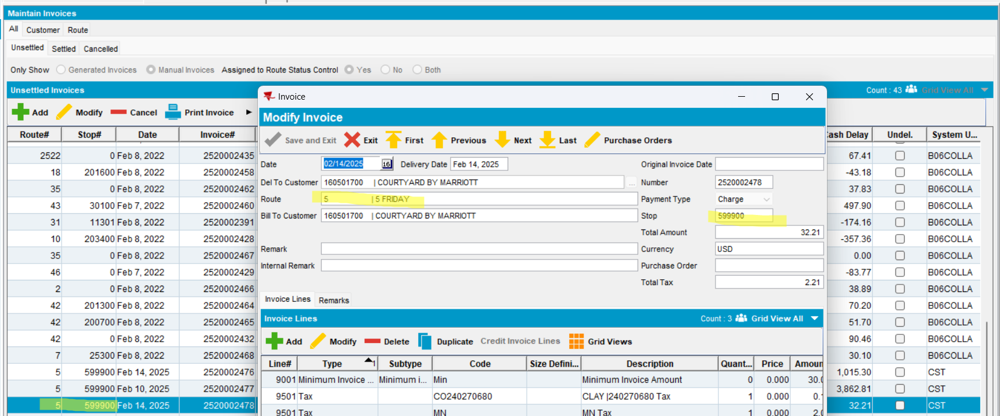 Maintain Invoices
All Customer Route
Unsettled Settled Cancelled
Only Show Generated Invoices Manual Invoices Assigned to Route Status Control Yes No Both
Unsettled Invoices Count : 43 Grid View All
Add Modify Cancel Print Invoice
Route# Stop# Date Invoice# Cash Delay Undel. System U...
2522 0 Feb 8, 2022 2520002435 67.41 B06COLLA
18 201600 Feb 8, 2022 2520002458 -43.18 B06COLLA
35 0 Feb 8, 2022 2520002462 37.83 B06COLLA
43 30100 Feb 7, 2022 2520002460 497.90 B06COLLA
31 11301 Feb 8, 2022 2520002391 -174.16 B06COLLA
10 203400 Feb 8, 2022 2520002428 -357.36 B06COLLA
35 0 Feb 8, 2022 2520002467 0.00 B06COLLA
46 0 Feb 7, 2022 2520002429 -83.77 B06COLLA
2 0 Feb 8, 2022 2520002466 38.89 B06COLLA
42 201300 Feb 8, 2022 2520002464 70.20 B06COLLA
42 200700 Feb 8, 2022 2520002465 51.70 B06COLLA
42 0 Feb 8, 2022 2520002432 90.46 B06COLLA
7 25300 Feb 8, 2022 2520002468 30.10 B06COLLA
5 599900 Feb 14, 2025 2520002476 1,015.30 CST
5 599900 Feb 10, 2025 2520002477 3,862.81 CST
5 599900 Feb 14, 2025 2520002478 32.21 CST
Invoice
Modify Invoice
Save and Exit Exit First Previous Next Last Purchase Orders
Date 02/14/2025 16 Delivery Date Feb 14, 2025 Original Invoice Date
Del To Customer 160501700 | COURTYARD BY MARRIOTT ... Number 2520002478
Route 5 | 5 FRIDAY Payment Type Charge
Bill To Customer 160501700 | COURTYARD BY MARRIOTT Stop 599900
Total Amount 32.21
Remark Currency USD
Internal Remark Purchase Order
Total Tax 2.21
Invoice Lines Remarks
Invoice Lines Count : 3 Grid View All
Add Modify Delete Duplicate Credit Invoice Lines Grid Views
Line# Type 1 Subtype Code Size Defini... Description Quant... Price Amoun
9001 Minimum Invoice ... Minimum i... Min Minimum Invoice Amount 0 0.000 30.0
9501 Tax CO240270680 CLAY |240270680 Tax 1 0.000 0.1
9501 Tax MN MN Tax 1 0.000 2.0